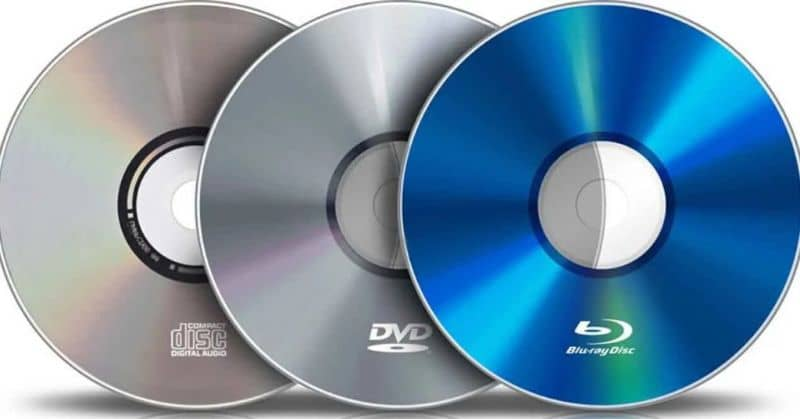 COMPACT
disc
DIGITAL AUDIO
DVD
Blu-ray Disc